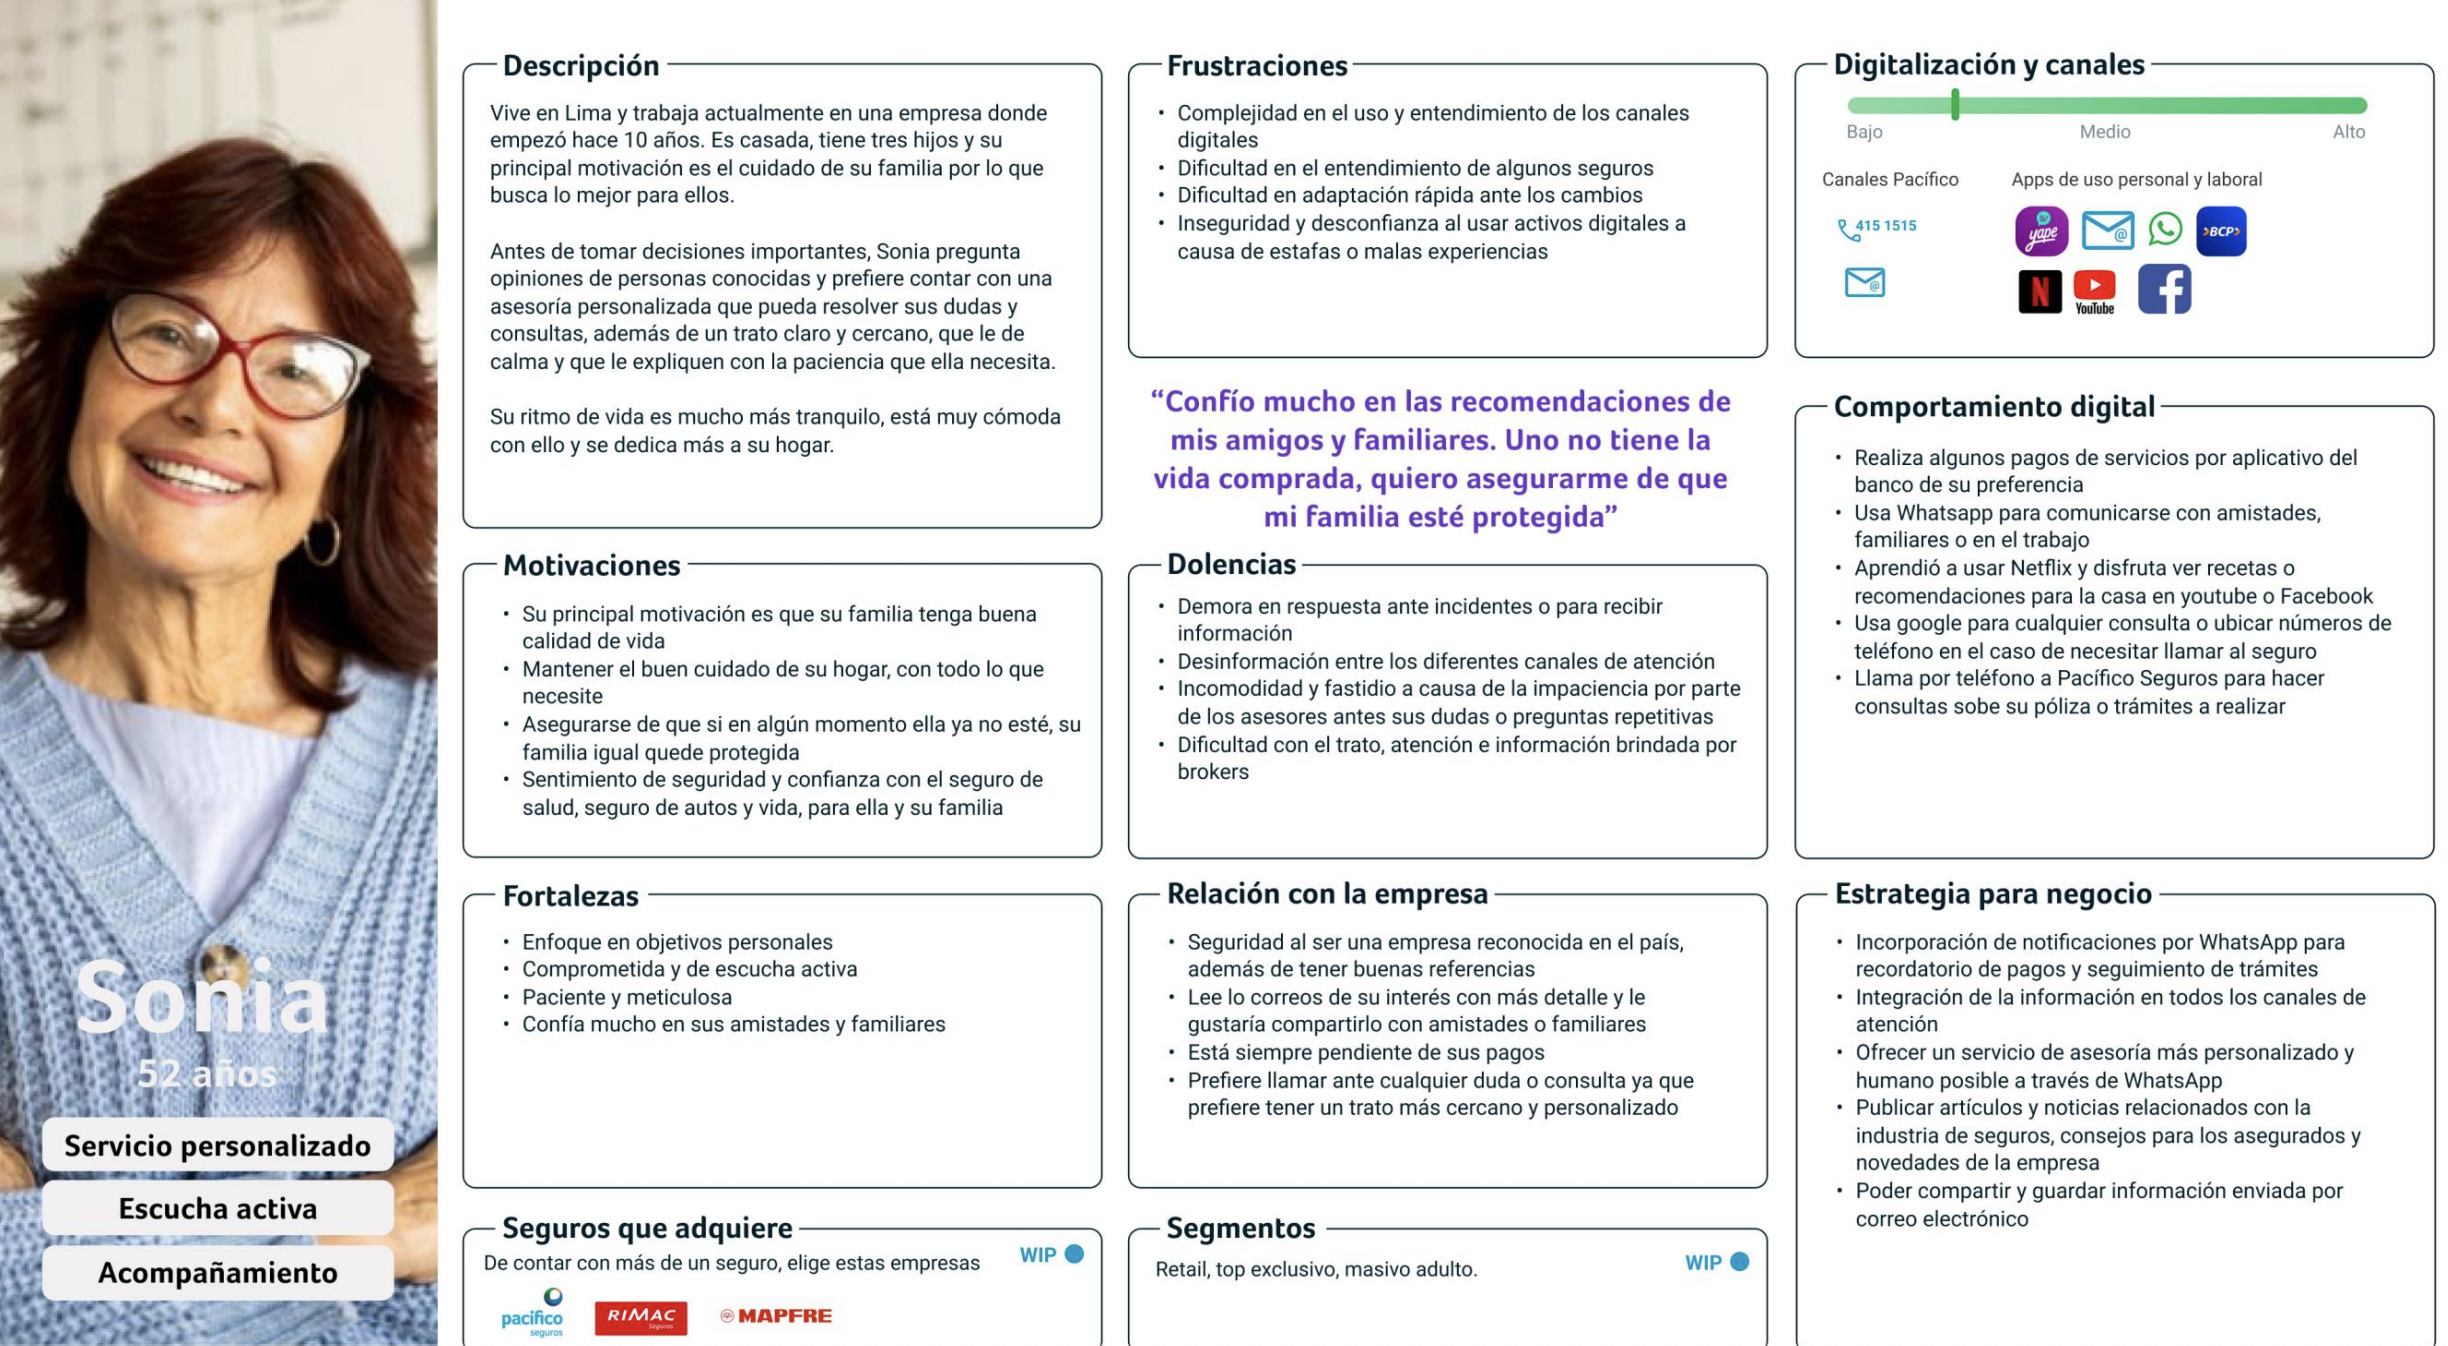 Sonia
52 años
Servicio personalizado
Escucha activa
Acompañamiento
Descripción
Vive en Lima y trabaja actualmente en una empresa donde
empezó hace 10 años. Es casada, tiene tres hijos y su
principal motivación es el cuidado de su familia por lo que
busca lo mejor para ellos.
Antes de tomar decisiones importantes, Sonia pregunta
opiniones de personas conocidas y prefiere contar con una
asesoría personalizada que pueda resolver sus dudas y
consultas, además de un trato claro y cercano, que le de
calma y que le expliquen con la paciencia que ella necesita.
Su ritmo de vida es mucho más tranquilo, está muy cómoda
con ello y se dedica más a su hogar.
Motivaciones
• Su principal motivación es que su familia tenga buena
calidad de vida
• Mantener el buen cuidado de su hogar, con todo lo que
necesite
• Asegurarse de que si en algún momento ella ya no esté, su
familia igual quede protegida
• Sentimiento de seguridad y confianza con el seguro de
salud, seguro de autos y vida, para ella y su familia
Fortalezas
• Enfoque en objetivos personales
• Comprometida y de escucha activa
• Paciente y meticulosa
• Confía mucho en sus amistades y familiares
Seguros que adquiere
De contar con más de un seguro, elige estas empresas
WIP
pacífico
seguros
RIMAC
Seguros
MAPFRE
Frustraciones
• Complejidad en el uso y entendimiento de los canales
digitales
• Dificultad en el entendimiento de algunos seguros
• Dificultad en adaptación rápida ante los cambios
• Inseguridad y desconfianza al usar activos digitales a
causa de estafas o malas experiencias
“Confío mucho en las recomendaciones de
mis amigos y familiares. Uno no tiene la
vida comprada, quiero asegurarme de que
mi familia esté protegida”
Dolencias
• Demora en respuesta ante incidentes o para recibir
información
• Desinformación entre los diferentes canales de atención
• Incomodidad y fastidio a causa de la impaciencia por parte
de los asesores antes sus dudas o preguntas repetitivas
• Dificultad con el trato, atención e información brindada por
brokers
Relación con la empresa
• Seguridad al ser una empresa reconocida en el país,
además de tener buenas referencias
• Lee lo correos de su interés con más detalle y le
gustaría compartirlo con amistades o familiares
• Está siempre pendiente de sus pagos
• Prefiere llamar ante cualquier duda o consulta ya que
prefiere tener un trato más cercano y personalizado
Segmentos
Retail, top exclusivo, masivo adulto.
WIP
Digitalización y canales
Bajo Medio Alto
Canales Pacífico
415 1515
@
Apps de uso personal y laboral
S/
yape
@
BCP
N
YouTube
f
Comportamiento digital
• Realiza algunos pagos de servicios por aplicativo del
banco de su preferencia
• Usa Whatsapp para comunicarse con amistades,
familiares o en el trabajo
• Aprendió a usar Netflix y disfruta ver recetas o
recomendaciones para la casa en youtube o Facebook
• Usa google para cualquier consulta o ubicar números de
teléfono en el caso de necesitar llamar al seguro
• Llama por teléfono a Pacífico Seguros para hacer
consultas sobe su póliza o trámites a realizar
Estrategia para negocio
• Incorporación de notificaciones por WhatsApp para
recordatorio de pagos y seguimiento de trámites
• Integración de la información en todos los canales de
atención
• Ofrecer un servicio de asesoría más personalizado y
humano posible a través de WhatsApp
• Publicar artículos y noticias relacionados con la
industria de seguros, consejos para los asegurados y
novedades de la empresa
• Poder compartir y guardar información enviada por
correo electrónico